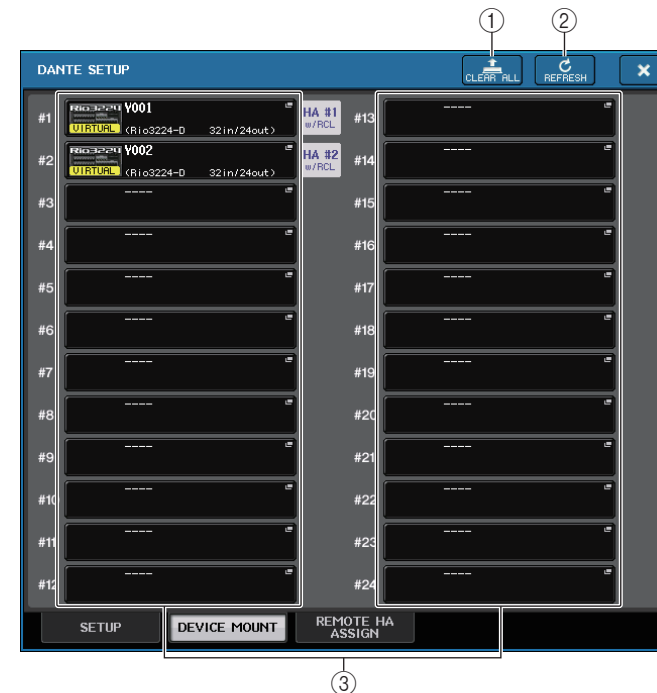 ① ②
DANTE SETUP CLEAR ALL REFRESH ×
#1 Rio3224 Y001 HA #1 #13 ----
VIRTUAL (Rio3224-D 32in/24out) w/RCL
#2 Rio3224 Y002 HA #2 #14 ----
VIRTUAL (Rio3224-D 32in/24out) w/RCL
#3 ---- #15 ----
#4 ---- #16 ----
#5 ---- #17 ----
#6 ---- #18 ----
#7 ---- #19 ----
#8 ---- #20 ----
#9 ---- #21 ----
#10 ---- #22 ----
#11 ---- #23 ----
#12 ---- #24 ----
SETUP DEVICE MOUNT REMOTE HA
ASSIGN
③